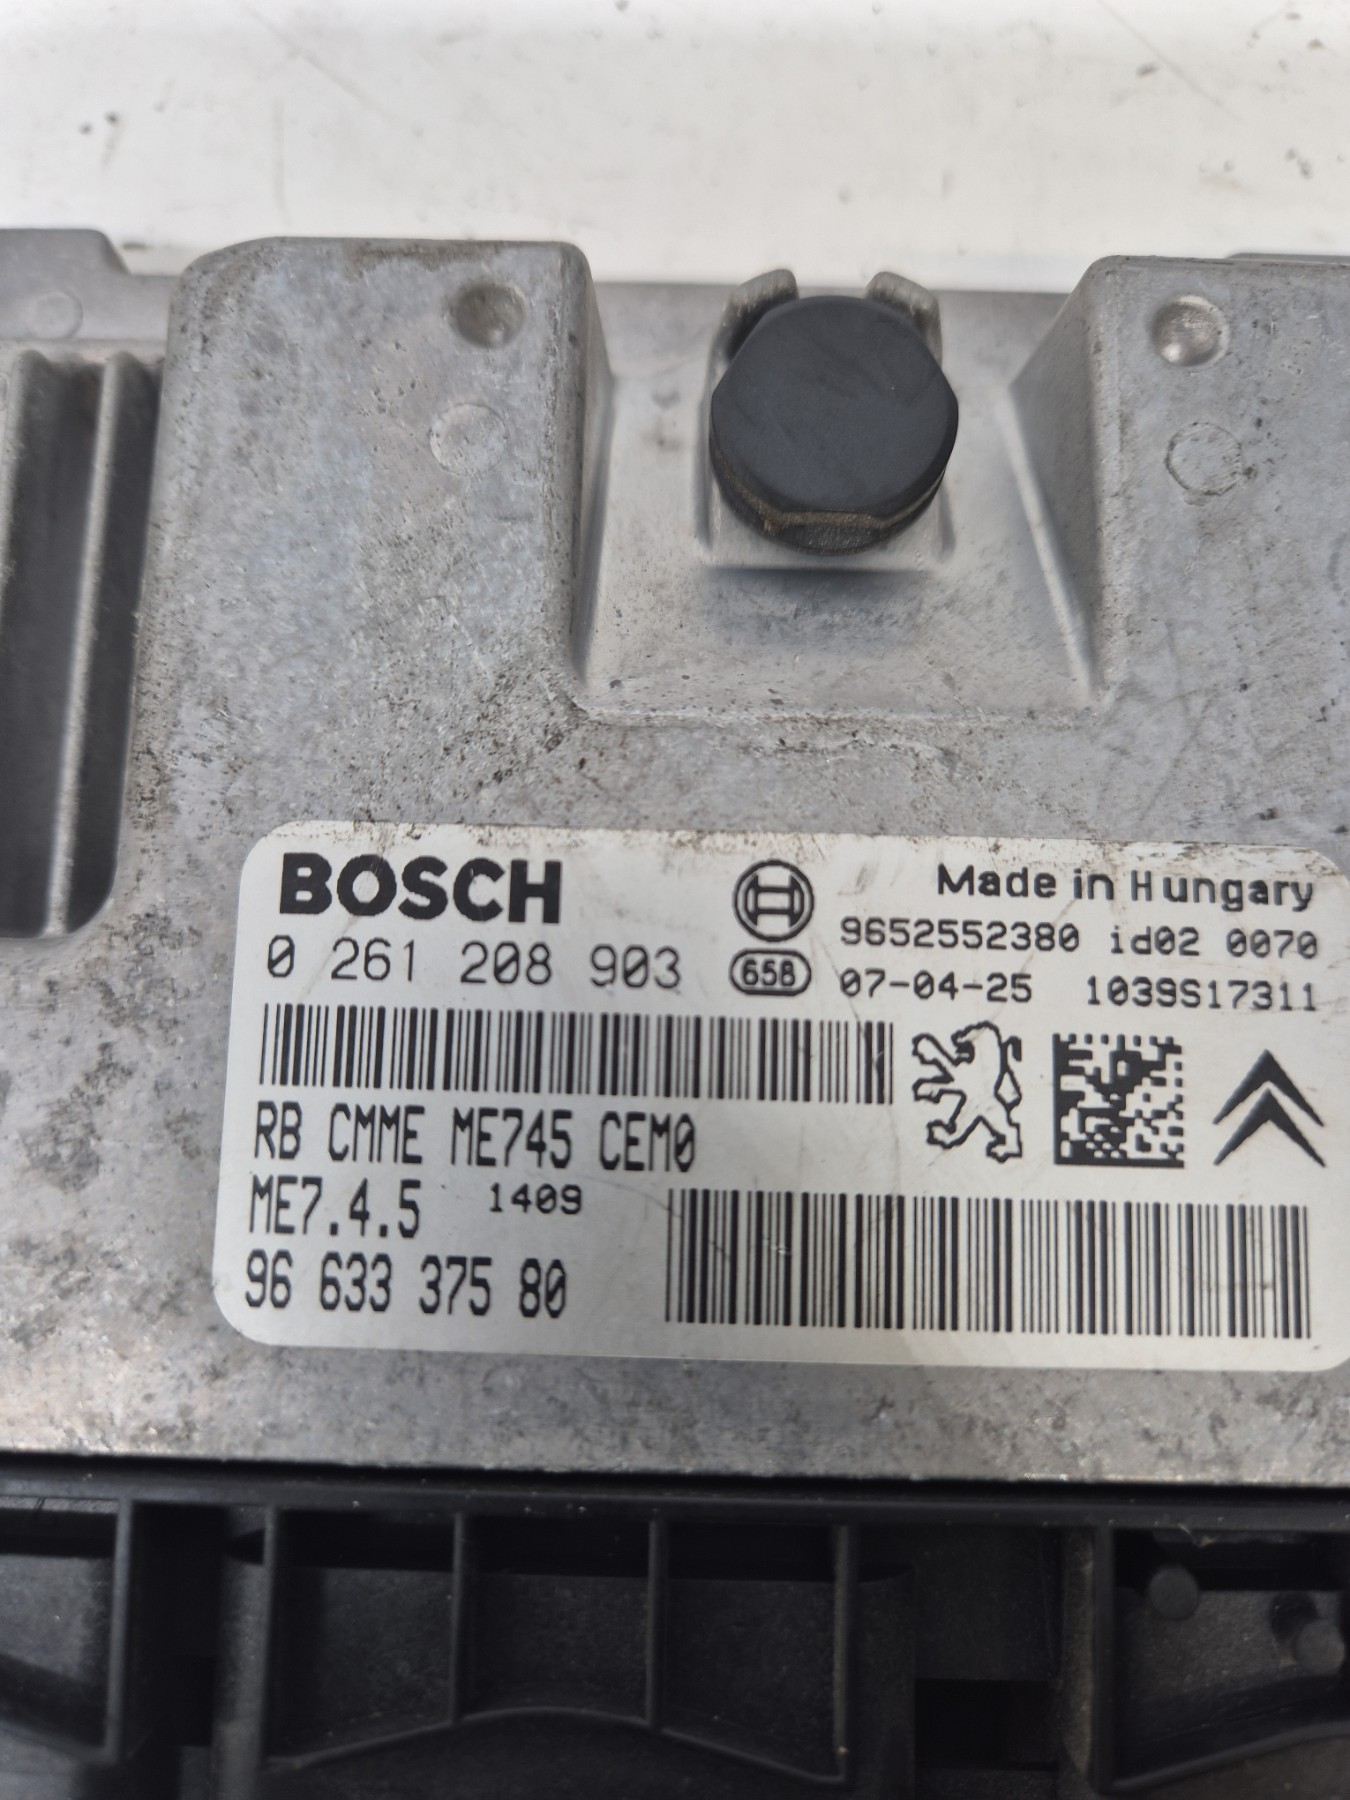 BOSCH
Made in Hungary
0 261 208 903
658
9652552380 id02 0070
07-04-25 1039S17311
RB CMME ME745 CEM0
ME7.4.5 1409
96 633 375 80